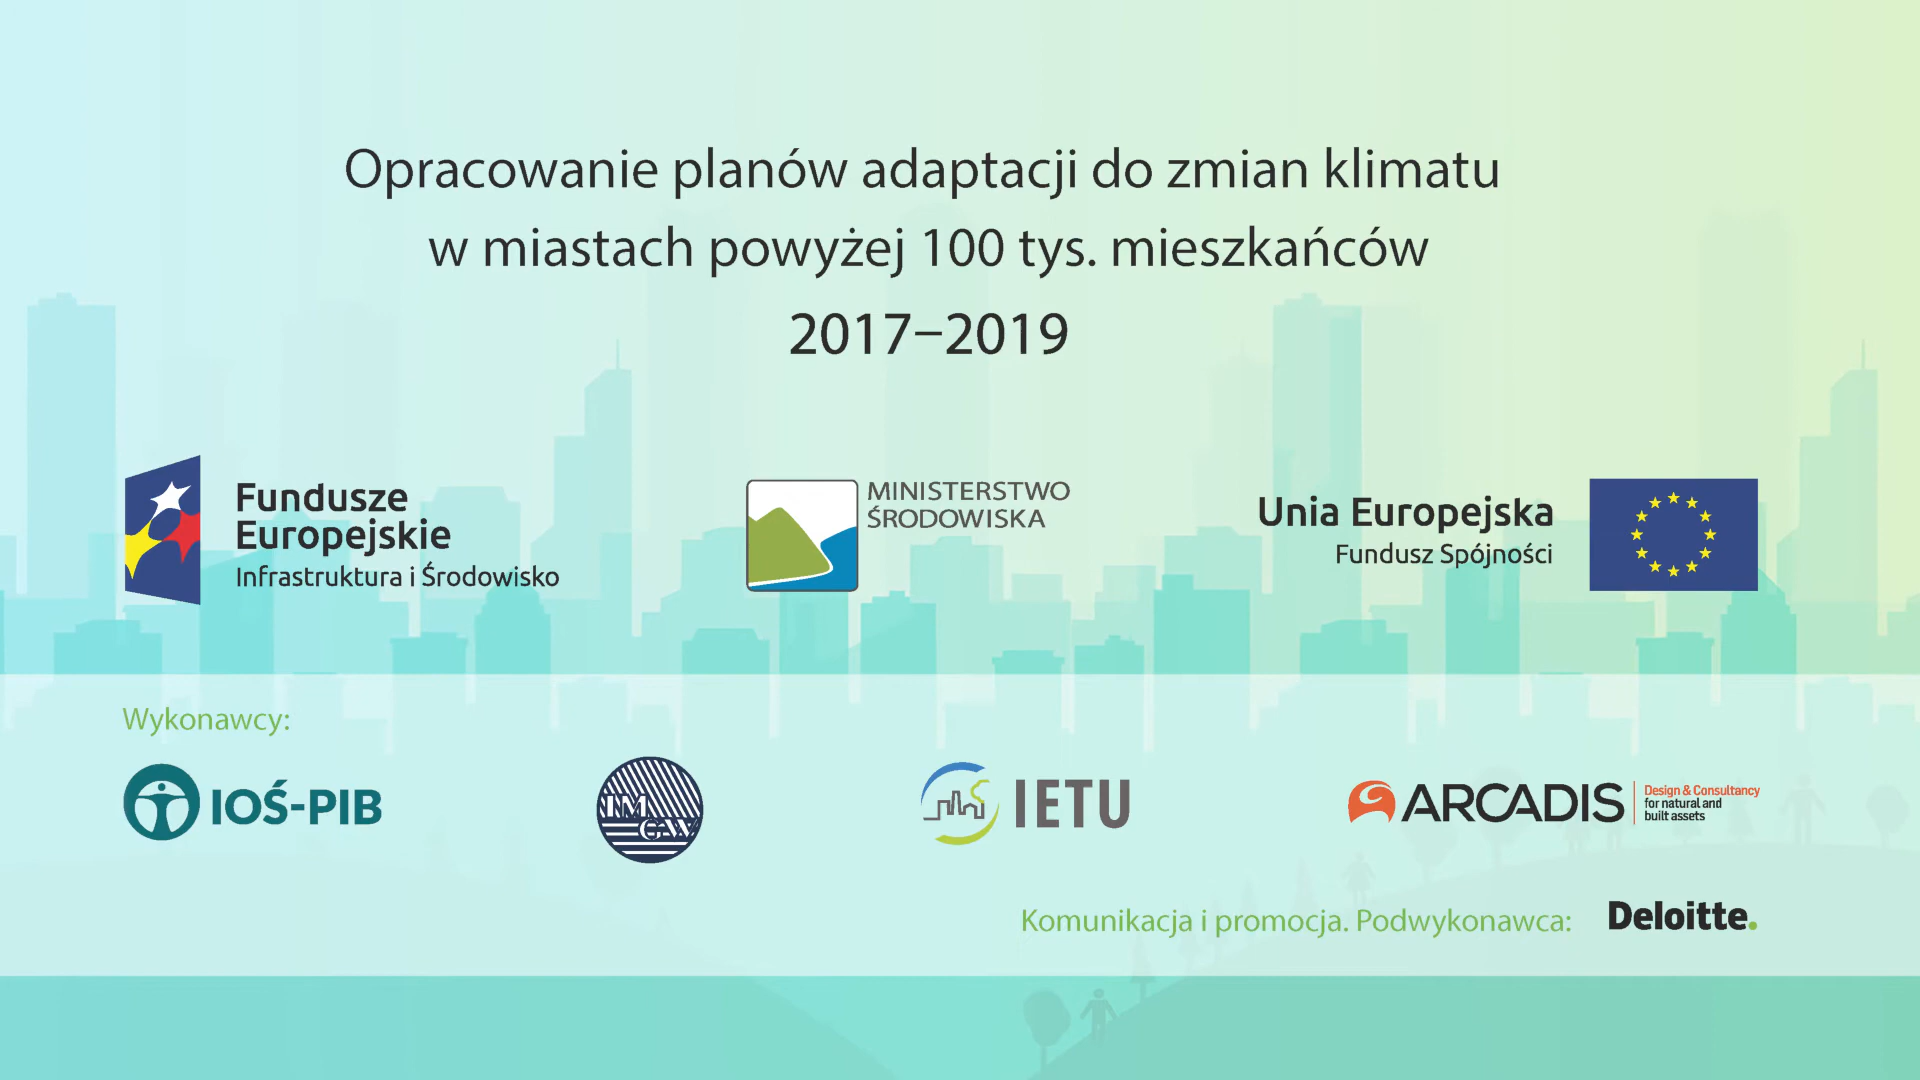 Opracowanie planów adaptacji do zmian klimatu
w miastach powyżej 100 tys. mieszkańców
2017–2019
Fundusze
Europejskie
Infrastruktura i Środowisko
MINISTERSTWO
ŚRODOWISKA
Unia Europejska
Fundusz Spójności
Wykonawcy:
IOŚ-PIB
IM
GW
IETU
ARCADIS
Design & Consultancy
for natural and
built assets
Komunikacja i promocja. Podwykonawca:
Deloitte.